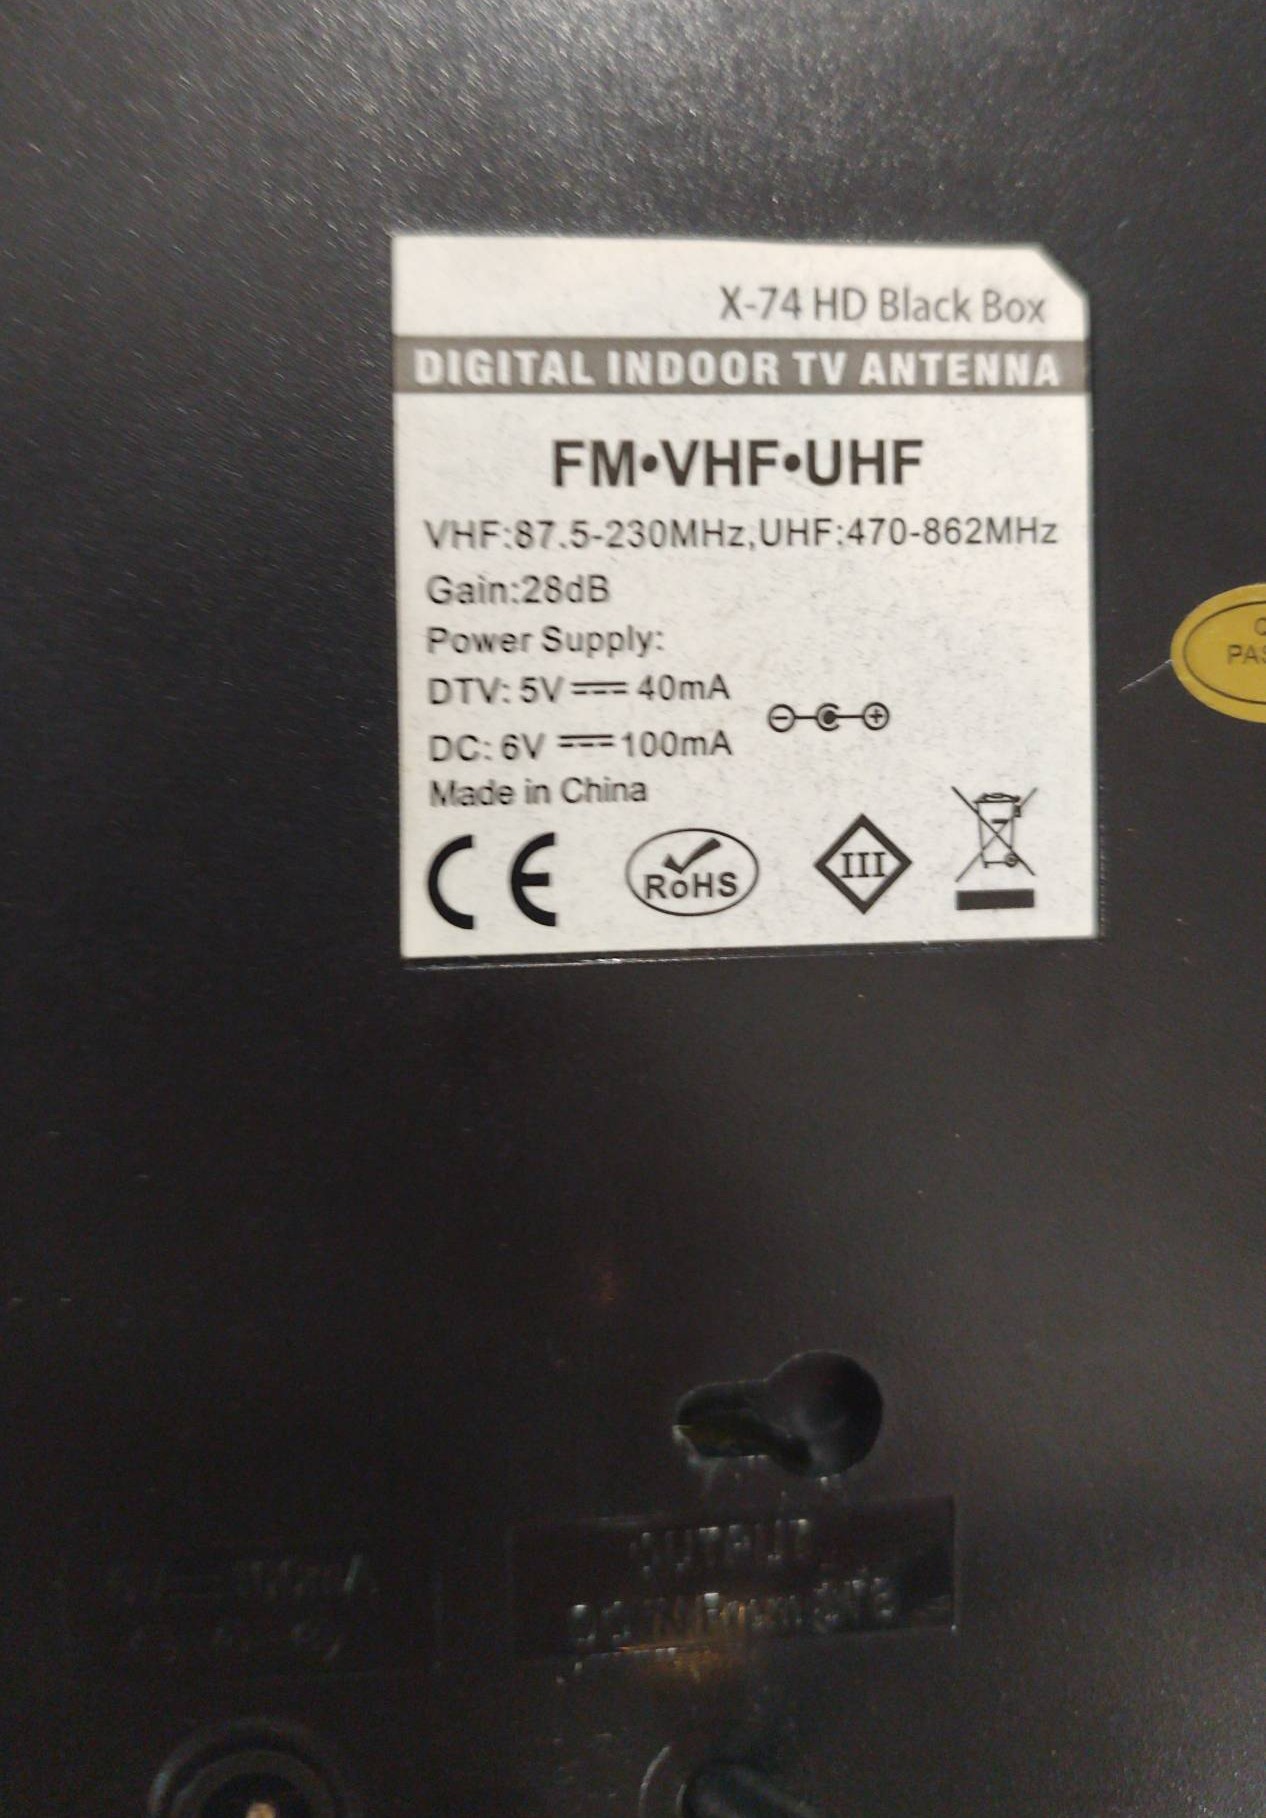 X-74 HD Black Box
DIGITAL INDOOR TV ANTENNA
FM•VHF•UHF
VHF:87.5-230MHz,UHF:470-862MHz
Gain:28dB
Power Supply:
DTV: 5V⎓40mA
DC: 6V⎓100mA
Made in China
CE
RoHS
III
OUTPUT